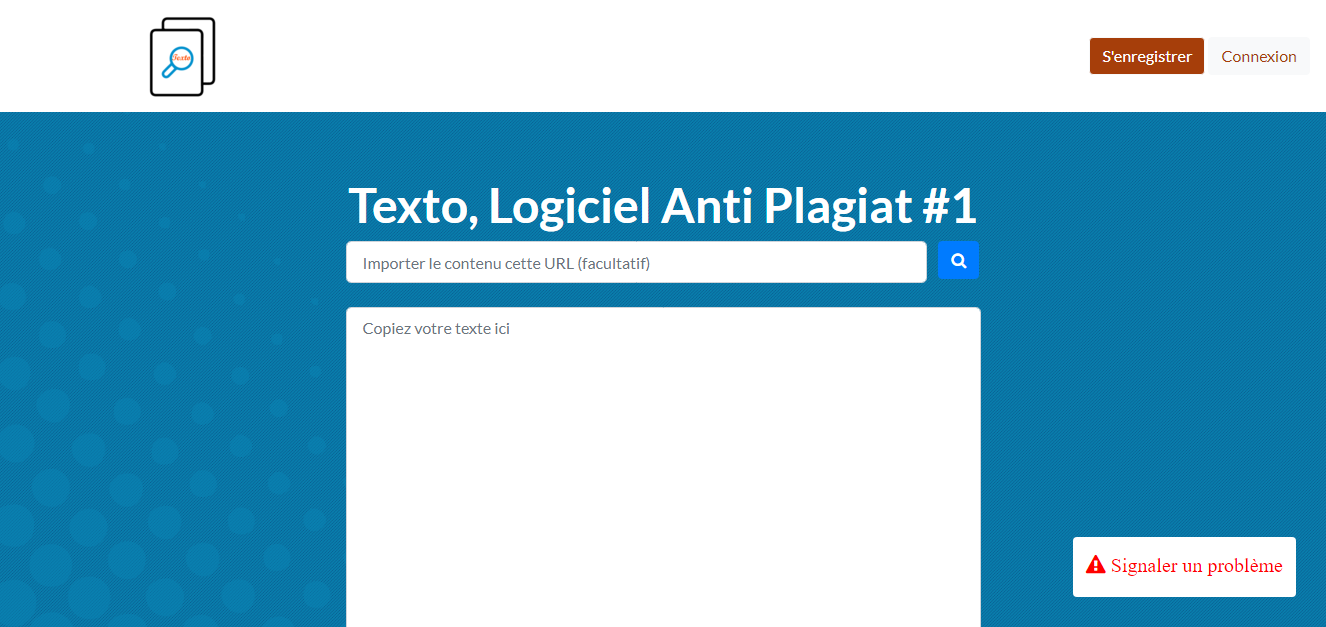 Texto
S'enregistrer
Connexion
Texto, Logiciel Anti Plagiat #1
Importer le contenu cette URL (facultatif)
Copiez votre texte ici
Signaler un problème